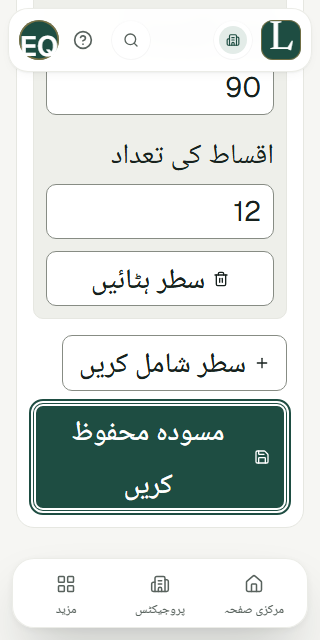 EQ
L
90
اقساط کی تعداد
12
سطر ہٹائیں
سطر شامل کریں
مسودہ محفوظ
کریں
مرکزی صفحہ
پروجیکٹس
مزید